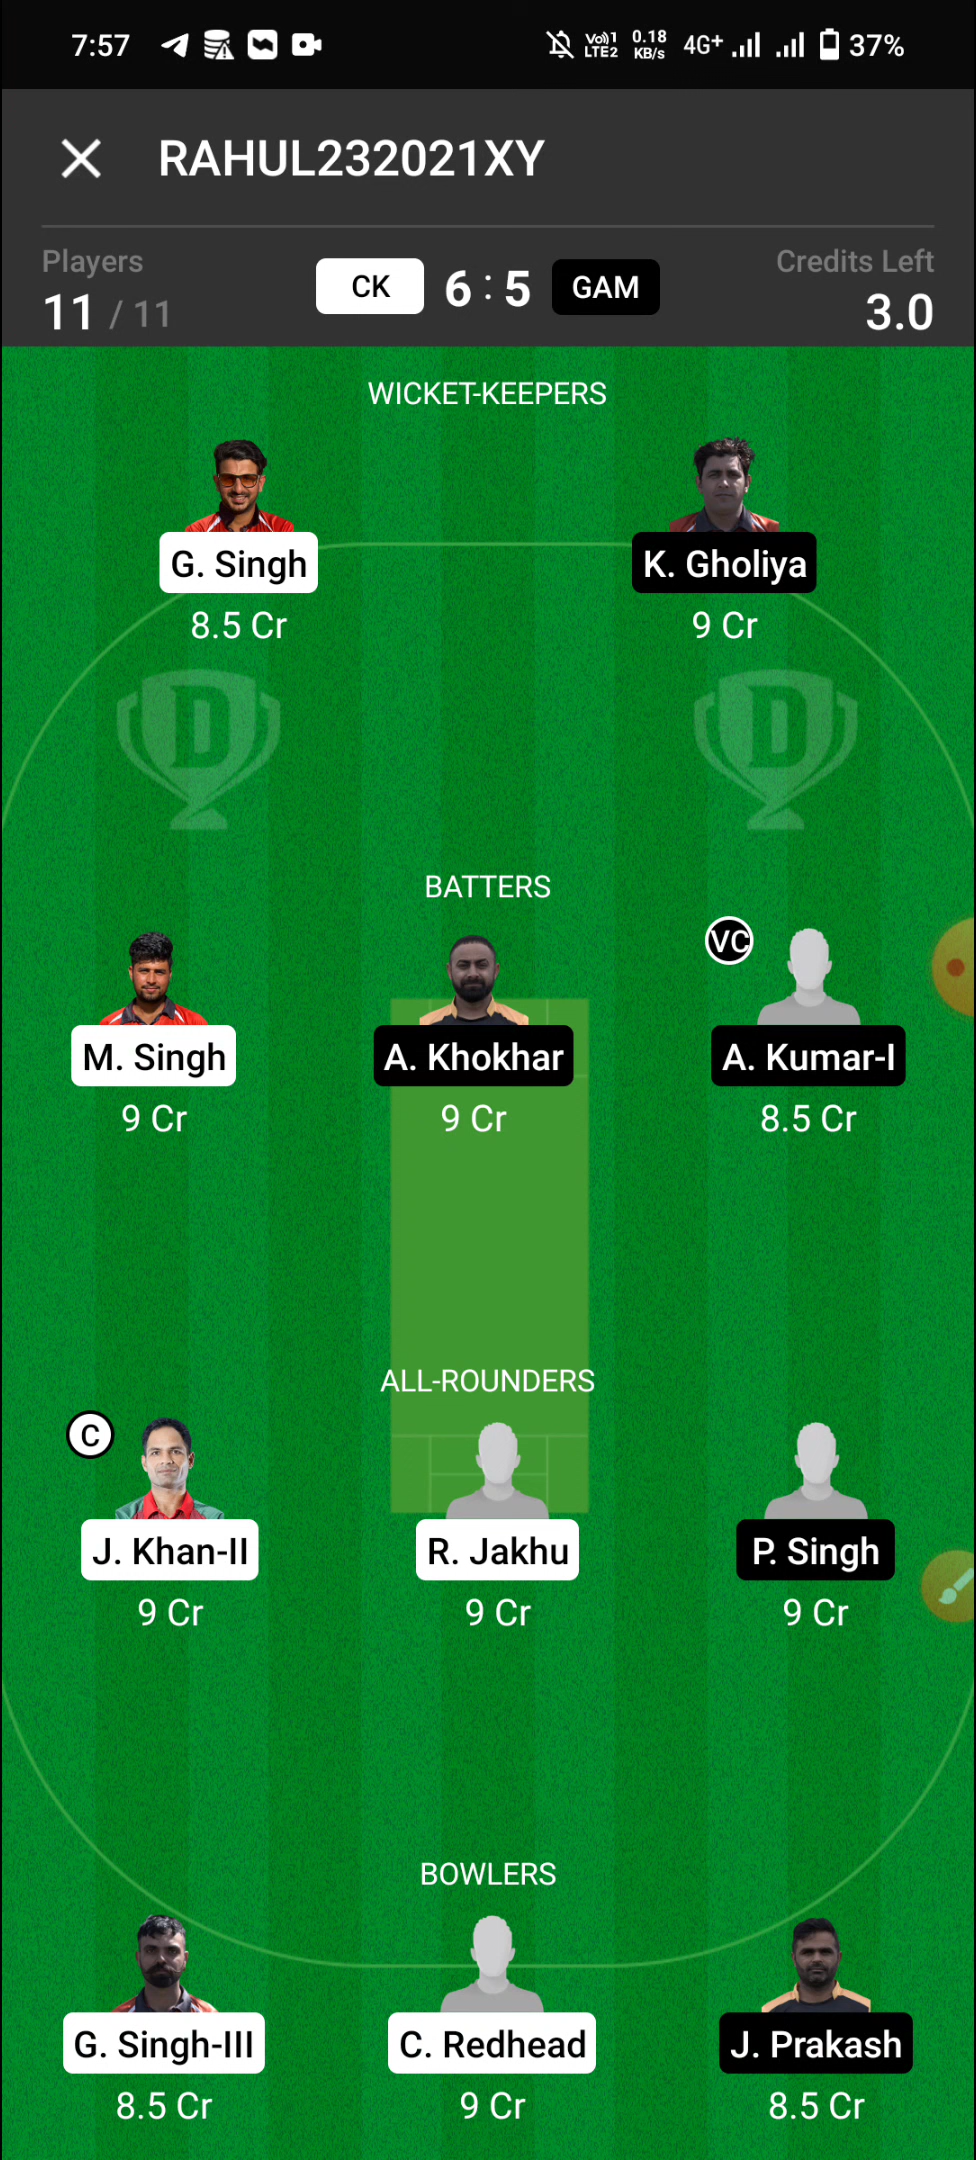 7:57
Vo)) 1
LTE2
0.18
KB/s
4G+
37%
RAHUL232021XY
Players
11 / 11
CK 6 : 5 GAM
Credits Left
3.0
WICKET-KEEPERS
G. Singh
8.5 Cr
K. Gholiya
9 Cr
D
D
BATTERS
M. Singh
9 Cr
A. Khokhar
9 Cr
VC
A. Kumar-I
8.5 Cr
ALL-ROUNDERS
C
J. Khan-II
9 Cr
R. Jakhu
9 Cr
P. Singh
9 Cr
BOWLERS
G. Singh-III
8.5 Cr
C. Redhead
9 Cr
J. Prakash
8.5 Cr